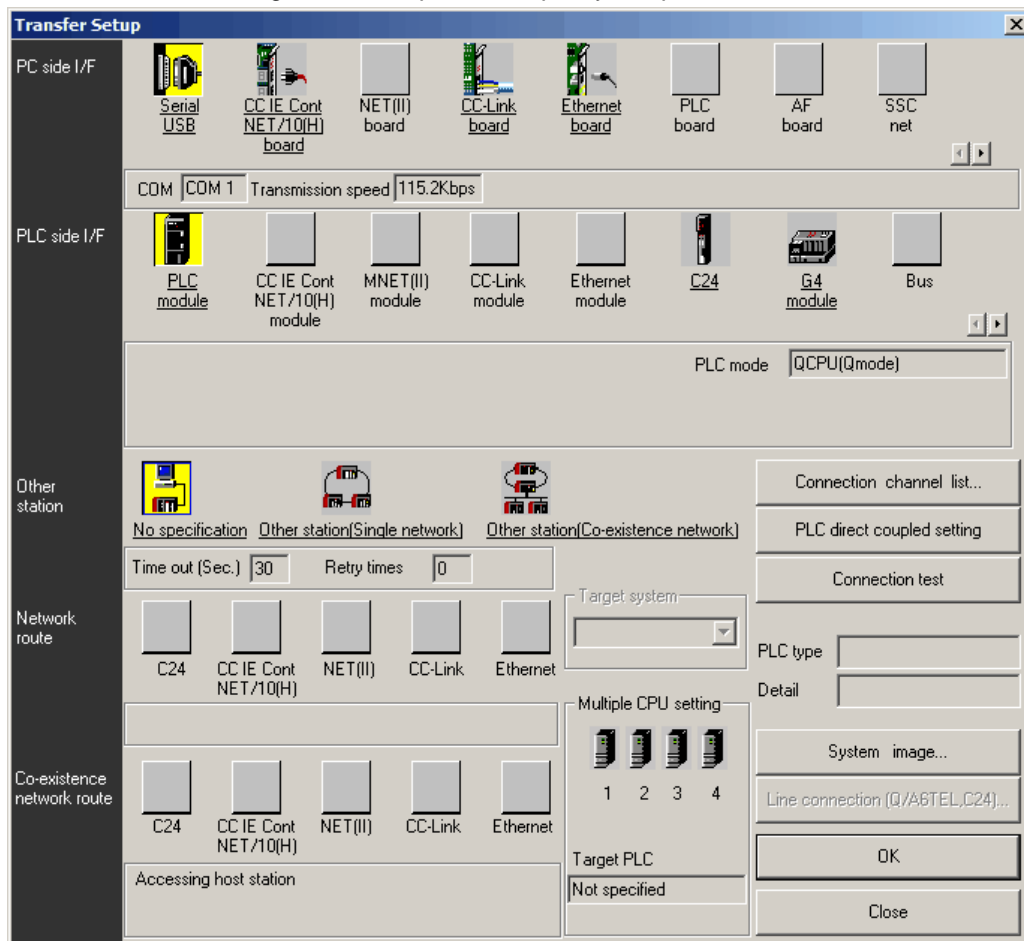 Transfer Setup
PC side I/F
Serial USB
CC IE Cont NET/10(H) board
NET(II) board
CC-Link board
Ethernet board
PLC board
AF board
SSC net
COM COM 1 Transmission speed 115.2Kbps
PLC side I/F
PLC module
CC IE Cont NET/10(H) module
MNET(II) module
CC-Link module
Ethernet module
C24
G4 module
Bus
PLC mode QCPU(Qmode)
Other station
No specification
Other station(Single network)
Other station(Co-existence network)
Connection channel list...
PLC direct coupled setting
Connection test
Time out (Sec.) 30 Retry times 0
Target system
Network route
C24
CC IE Cont NET/10(H)
NET(II)
CC-Link
Ethernet
PLC type
Detail
Multiple CPU setting
1 2 3 4
Target PLC
Not specified
System image...
Line connection (Q/A6TEL,C24)...
OK
Close
Co-existence network route
C24
CC IE Cont NET/10(H)
NET(II)
CC-Link
Ethernet
Accessing host station